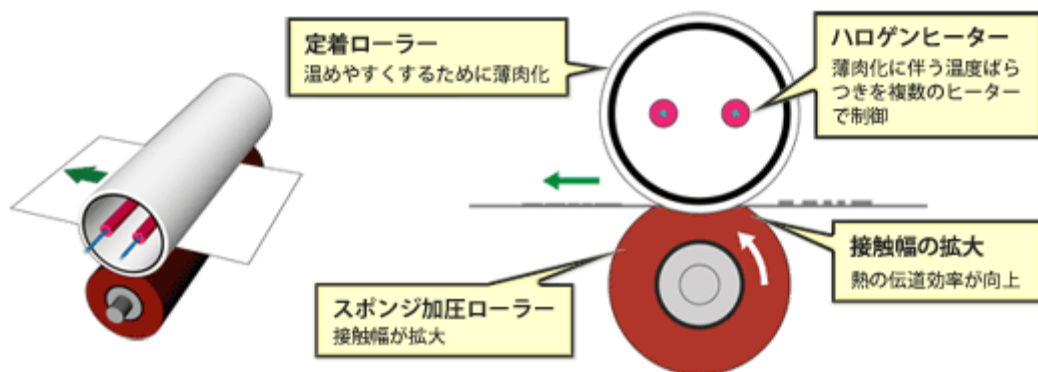 定着ローラー
温めやすくするために薄肉化
ハロゲンヒーター
薄肉化に伴う温度ばら
つきを複数のヒーター
で制御
接触幅の拡大
熱の伝道効率が向上
スポンジ加圧ローラー
接触幅が拡大